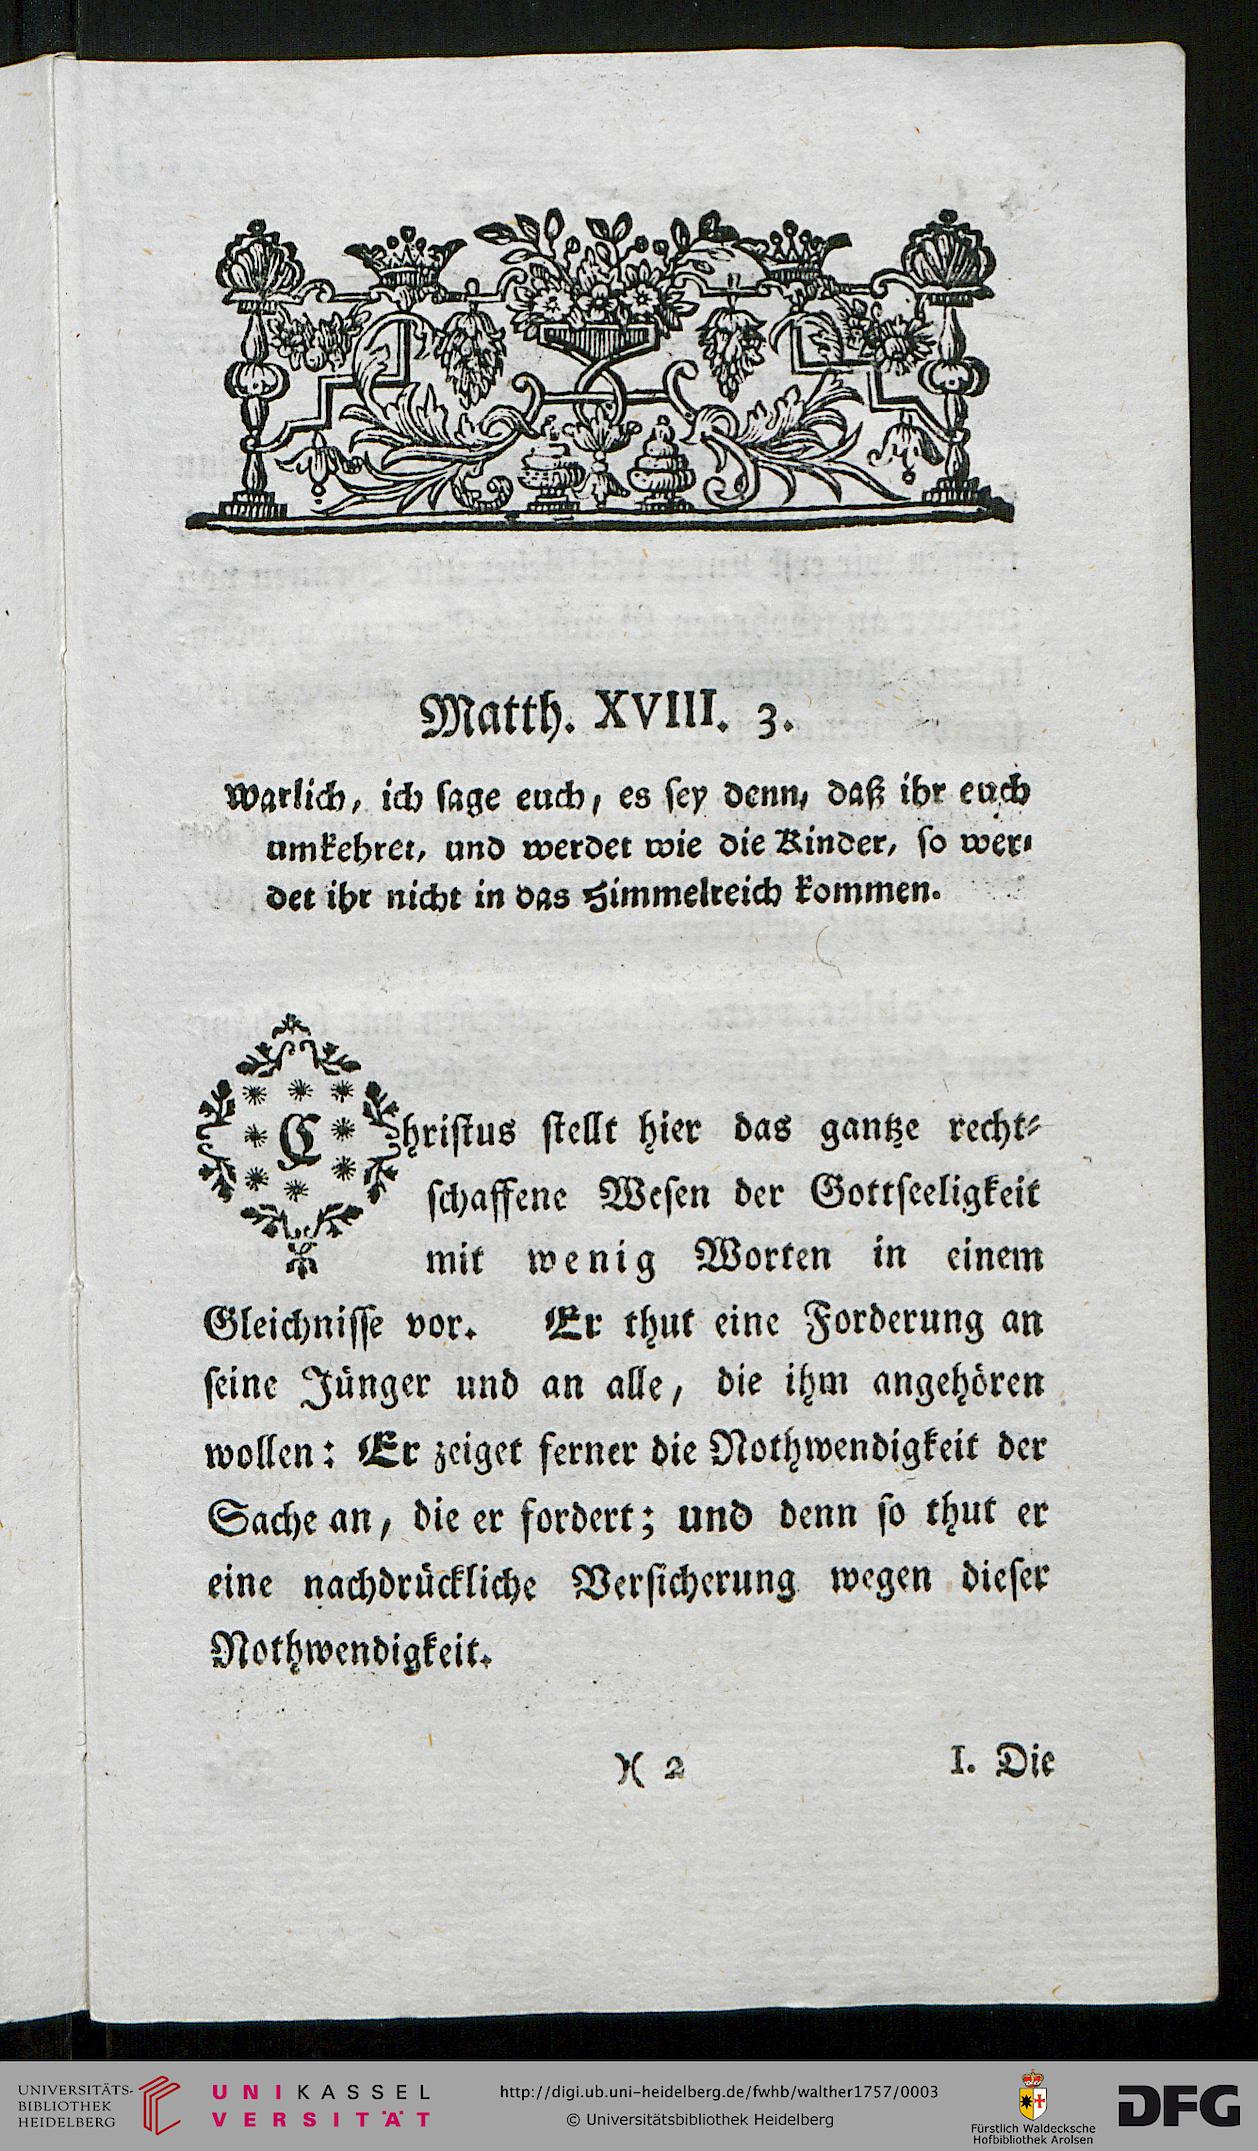 Matth. XVIII. 3.
Warlich, ich sage euch, es sey denn, daß ihr euch
umkehret, und werdet wie die Kinder, so wer-
det ihr nicht in das Himmelreich kommen.
Christus stellt hier das gantze recht-
schaffene Wesen der Gottseeligkeit
mit wenig Worten in einem
Gleichnisse vor. Er thut eine Forderung an
seine Jünger und an alle, die ihm angehören
wollen: Er zeiget ferner die Nothwendigkeit der
Sache an, die er fordert; und denn so thut er
eine nachdrückliche Versicherung wegen dieser
Nothwendigkeit.
)( 2 I. Die
UNIVERSITÄTS-
BIBLIOTHEK
HEIDELBERG
UNIKASSEL
VERSITÄT
http://digi.ub.uni-heidelberg.de/fwhb/walther1757/0003
© Universitätsbibliothek Heidelberg
Fürstlich Waldecksche
Hofbibliothek Arolsen
DFG